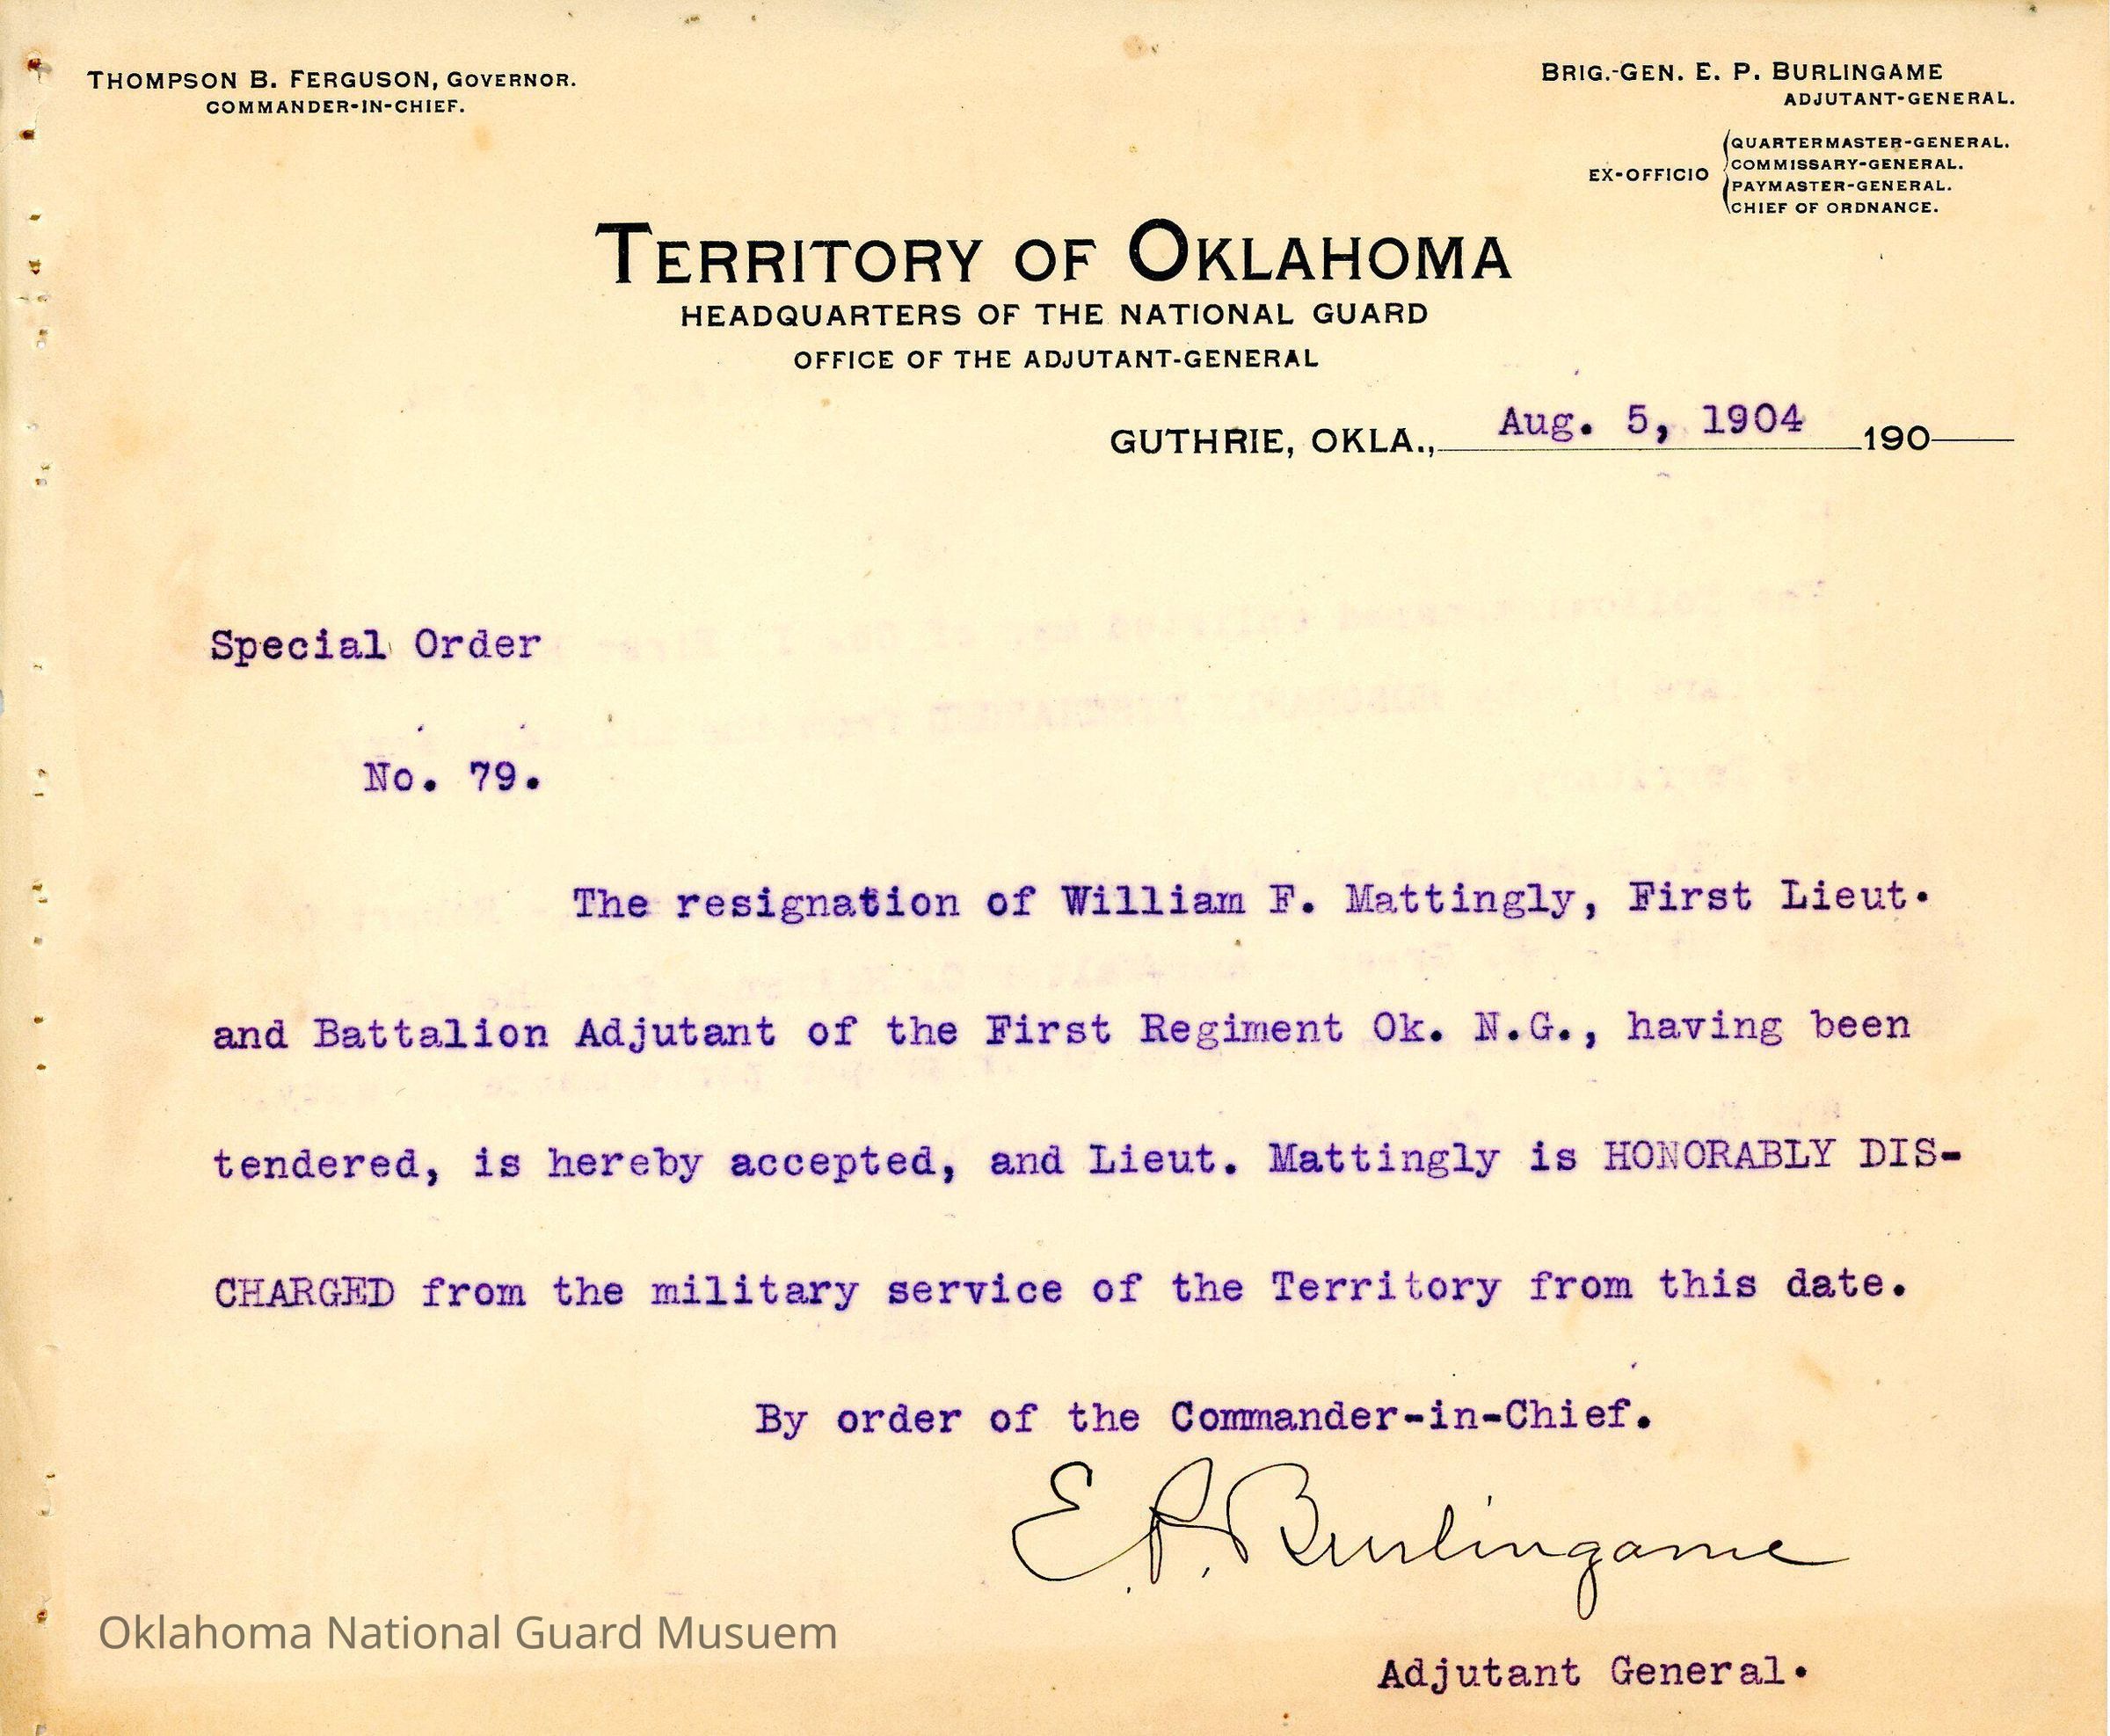 THOMPSON B. FERGUSON, GOVERNOR.
COMMANDER-IN-CHIEF.
BRIG.-GEN. E. P. BURLINGAME
ADJUTANT-GENERAL.
EX-OFFICIO
QUARTERMASTER-GENERAL.
COMMISSARY-GENERAL.
PAYMASTER-GENERAL.
CHIEF OF ORDNANCE.
TERRITORY OF OKLAHOMA
HEADQUARTERS OF THE NATIONAL GUARD
OFFICE OF THE ADJUTANT-GENERAL
GUTHRIE, OKLA., Aug. 5, 1904 190
Special Order
No. 79.
The resignation of William F. Mattingly, First Lieut.
and Battalion Adjutant of the First Regiment Ok. N.G., having been
tendered, is hereby accepted, and Lieut. Mattingly is HONORABLY DIS-
CHARGED from the military service of the Territory from this date.
By order of the Commander-in-Chief.
E. P. Burlingame
Oklahoma National Guard Musuem
Adjutant General.